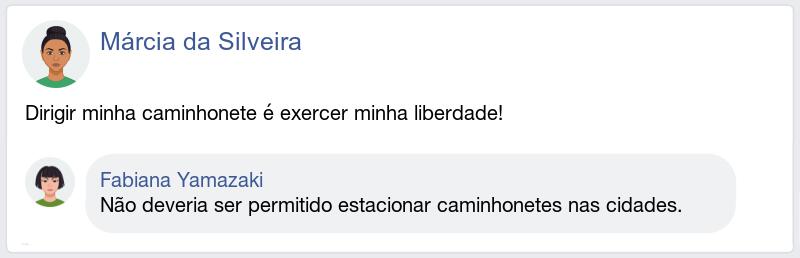 Márcia da Silveira
Dirigir minha caminhonete é exercer minha liberdade!
Fabiana Yamazaki
Não deveria ser permitido estacionar caminhonetes nas cidades.